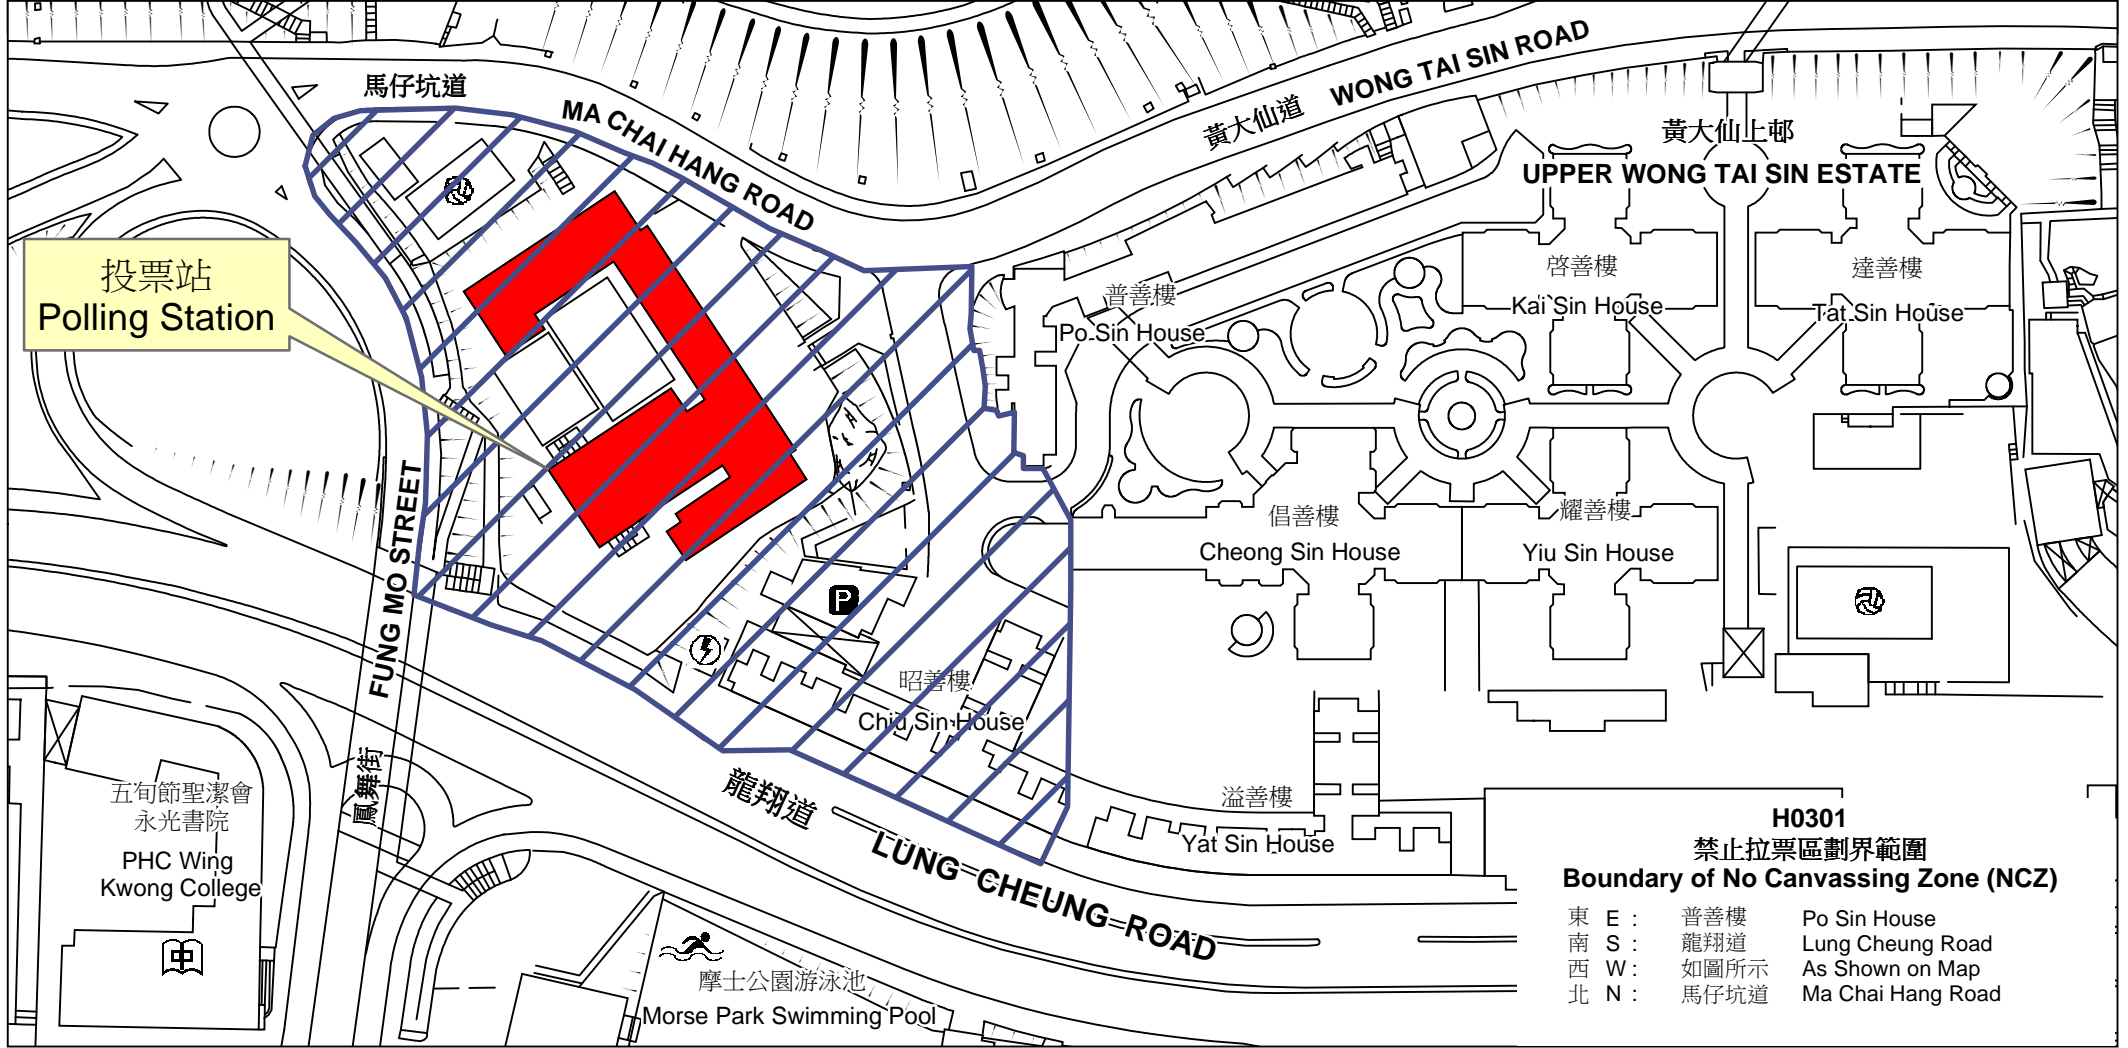 馬仔坑道
MA CHAI HANG ROAD
黃大仙道 WONG TAI SIN ROAD
黃大仙上邨
UPPER WONG TAI SIN ESTATE
投票站
Polling Station
普善樓
Po Sin House
啓善樓
Kai Sin House
達善樓
Tat Sin House
倡善樓
Cheong Sin House
耀善樓
Yiu Sin House
FUNG MO STREET
鳳舞街
P
昭善樓
Chiu Sin House
龍翔道
LUNG CHEUNG ROAD
溢善樓
Yat Sin House
五旬節聖潔會
永光書院
PHC Wing
Kwong College
中
摩士公園游泳池
Morse Park Swimming Pool
H0301
禁止拉票區劃界範圍
Boundary of No Canvassing Zone (NCZ)
東 E : 普善樓 Po Sin House
南 S : 龍翔道 Lung Cheung Road
西 W : 如圖所示 As Shown on Map
北 N : 馬仔坑道 Ma Chai Hang Road